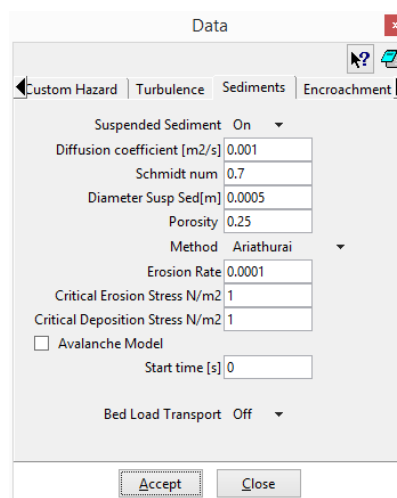 Data
x
?
Custom Hazard Turbulence Sediments Encroachment
Suspended Sediment On
Diffusion coefficient [m2/s] 0.001
Schmidt num 0.7
Diameter Susp Sed[m] 0.0005
Porosity 0.25
Method Ariathurai
Erosion Rate 0.0001
Critical Erosion Stress N/m2 1
Critical Deposition Stress N/m2 1
Avalanche Model
Start time [s] 0
Bed Load Transport Off
Accept Close